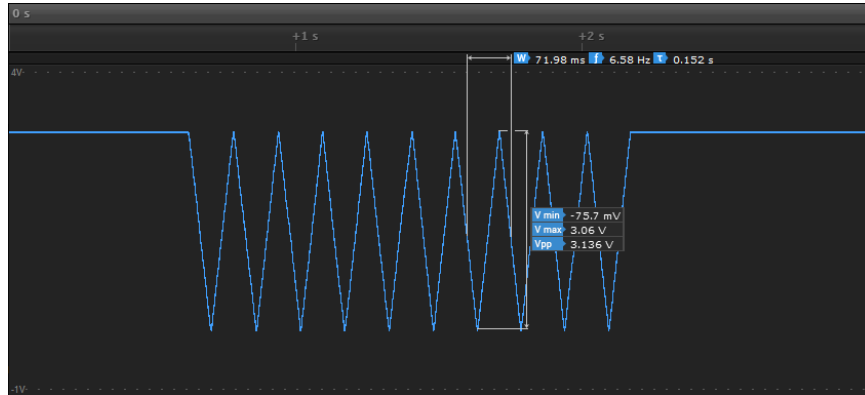 0 s
+1 s
+2 s
W 71.98 ms f 6.58 Hz T 0.152 s
4V
V min -75.7 mV
V max 3.06 V
Vpp 3.136 V
-1V